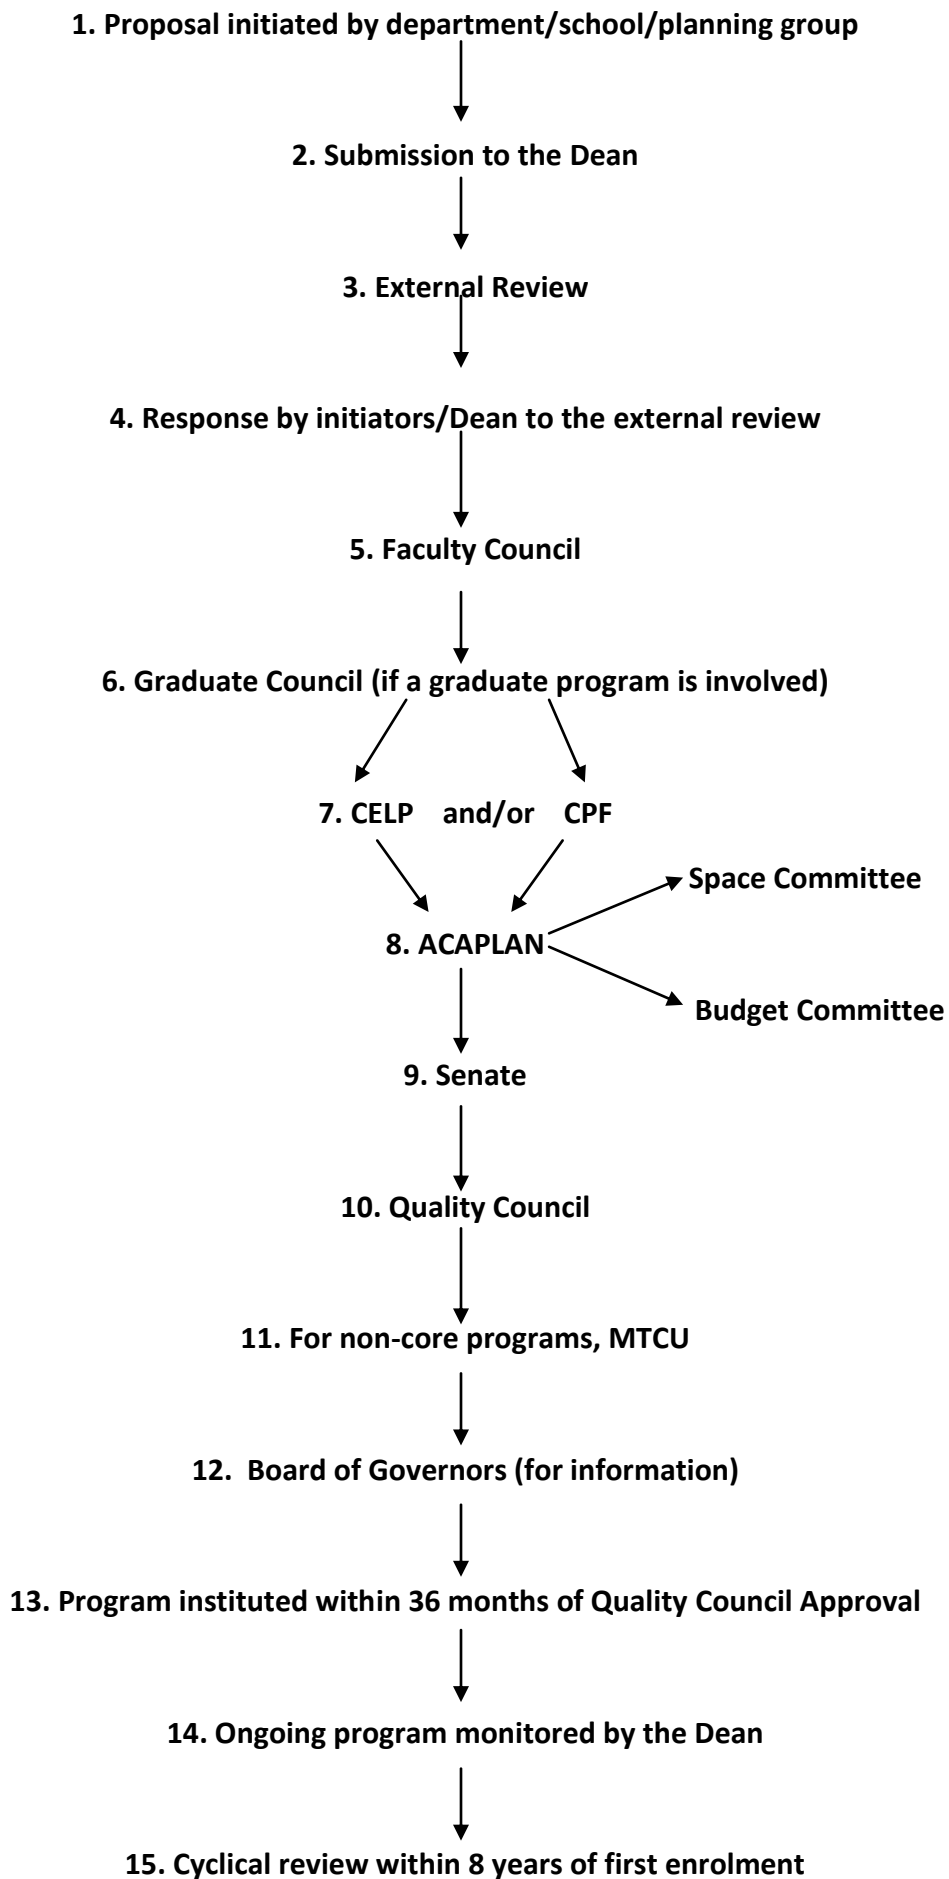 1. Proposal initiated by department/school/planning group
2. Submission to the Dean
3. External Review
4. Response by initiators/Dean to the external review
5. Faculty Council
6. Graduate Council (if a graduate program is involved)
7. CELP and/or CPF
Space Committee
8. ACAPLAN
Budget Committee
9. Senate
10. Quality Council
11. For non-core programs, MTCU
12. Board of Governors (for information)
13. Program instituted within 36 months of Quality Council Approval
14. Ongoing program monitored by the Dean
15. Cyclical review within 8 years of first enrolment